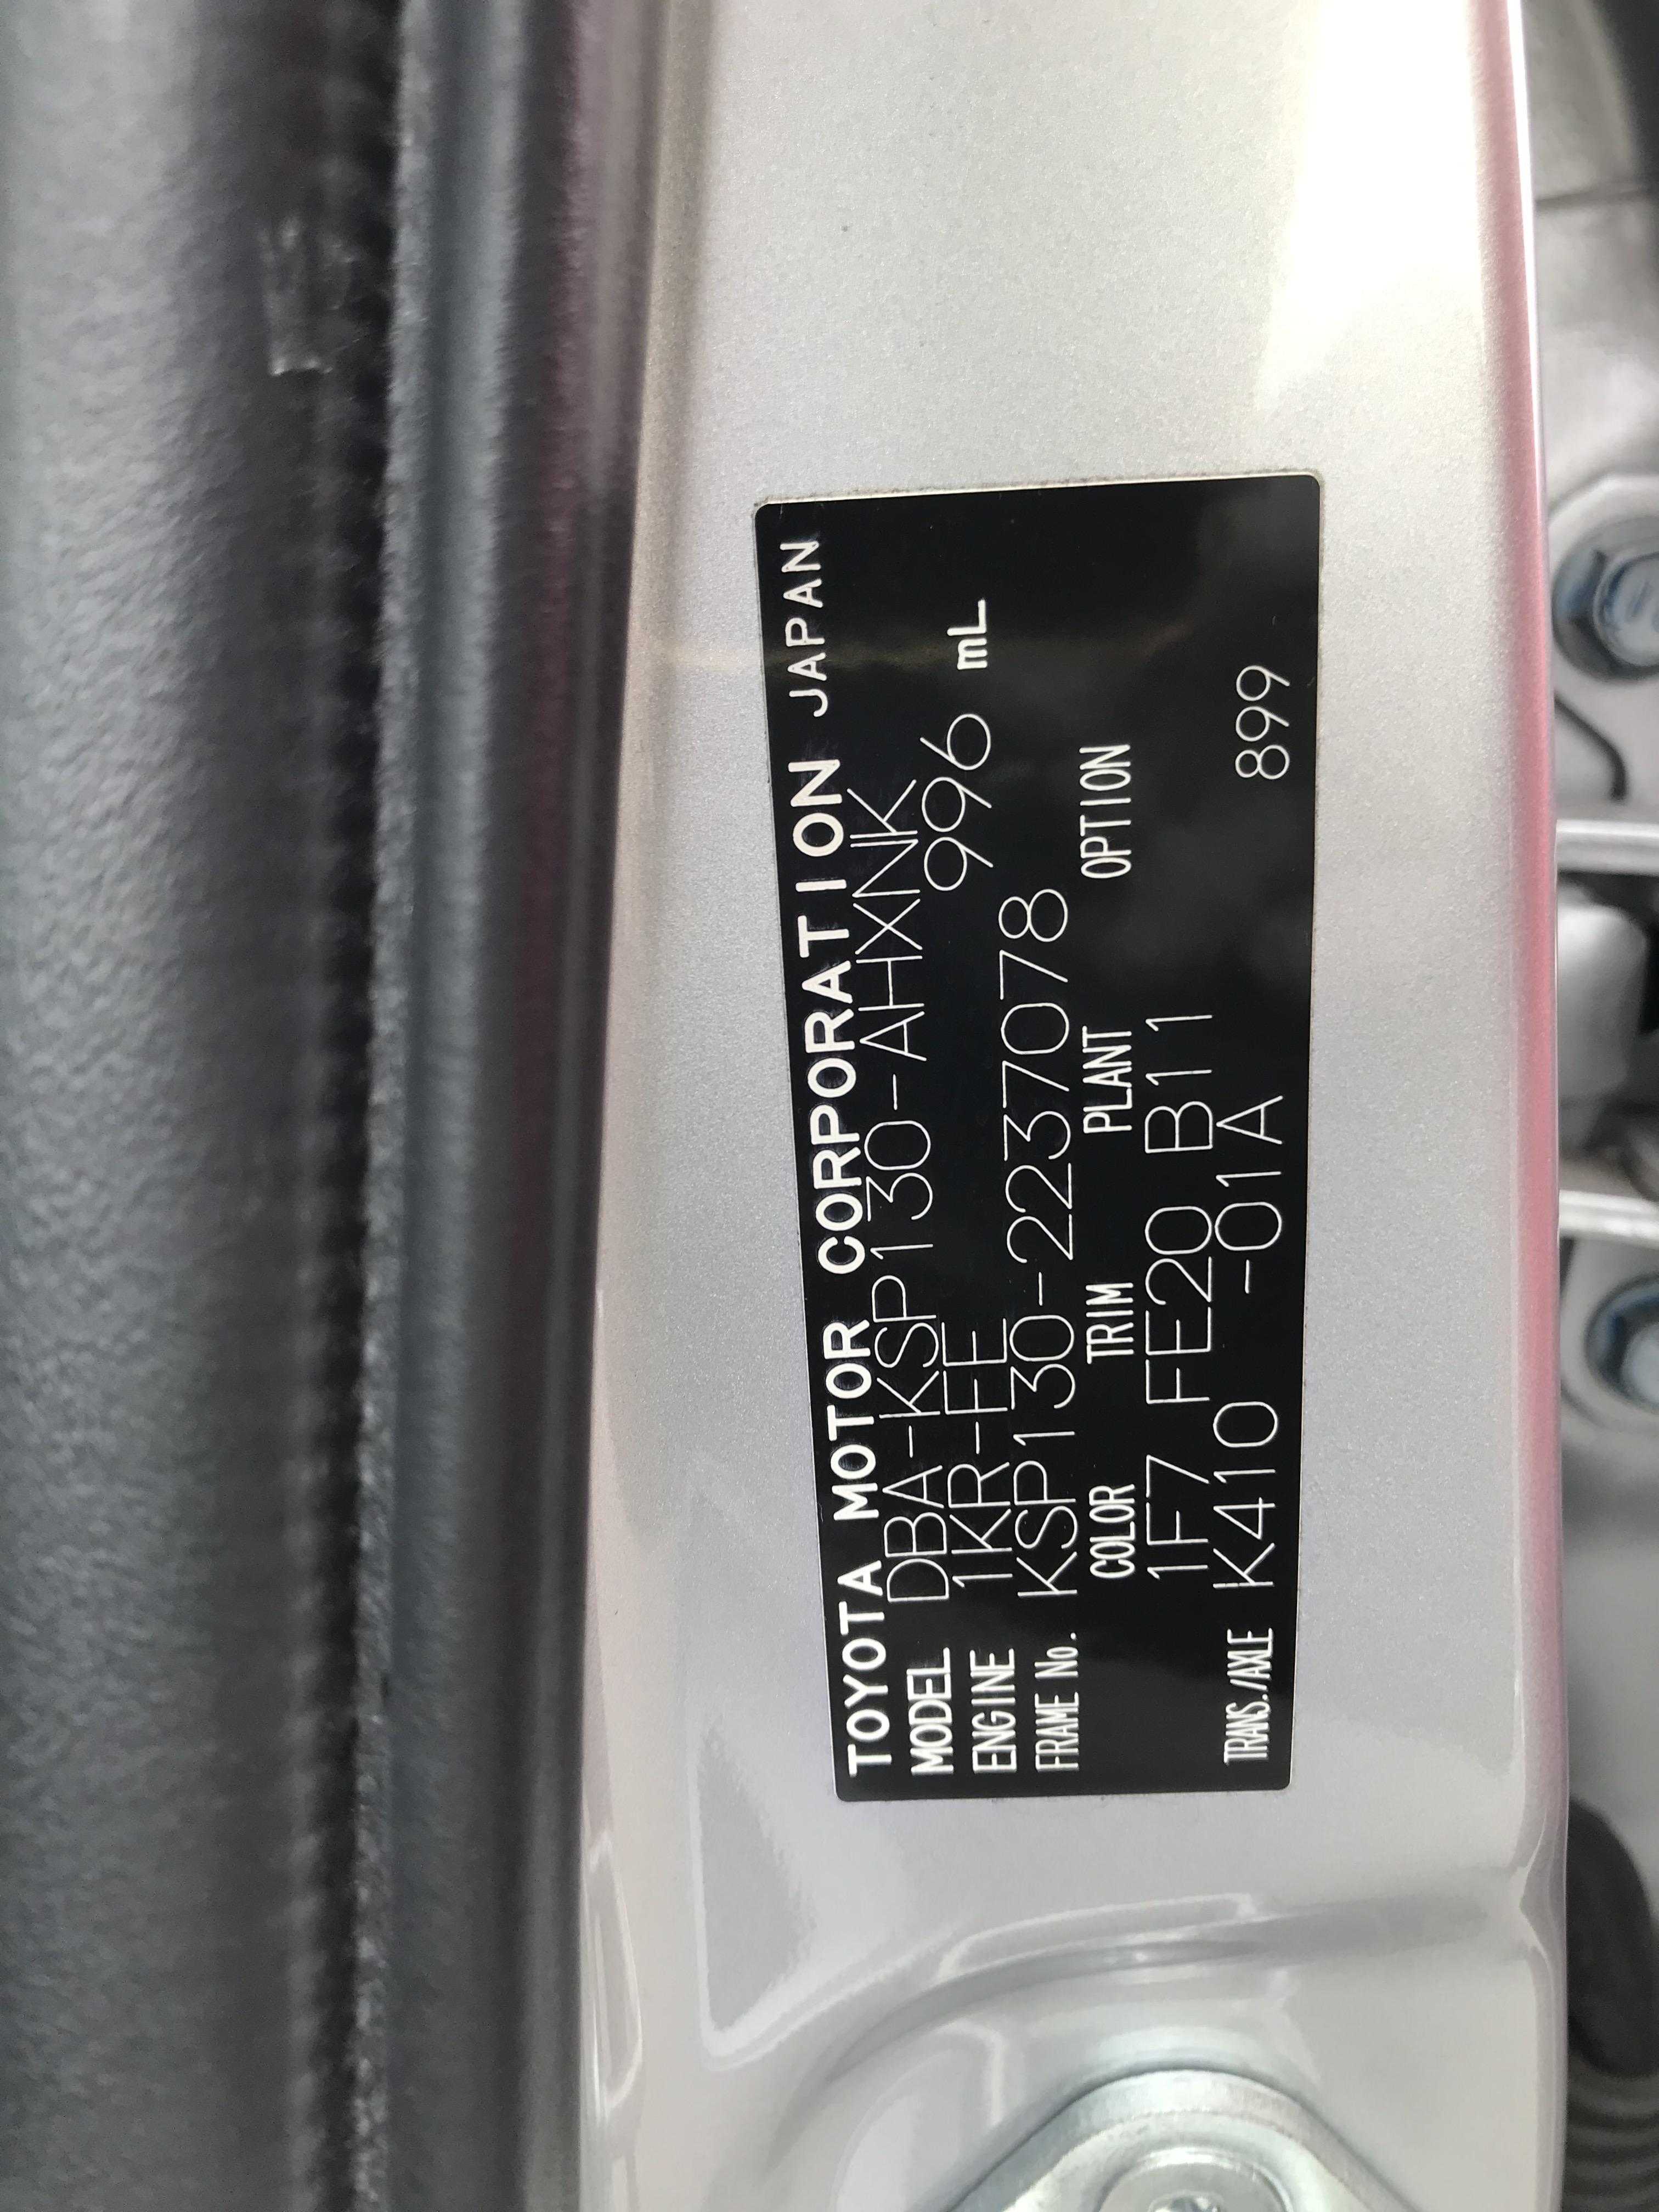 TOYOTA MOTOR CORPORATION JAPAN
MODEL DBA-KSP130-AHXNK
ENGINE 1KR-FE 996 mL
FRAME No. KSP130-2237078
COLOR TRIM PLANT OPTION
1F7 FE20 B11
TRANS./AXLE K410 -01A 899